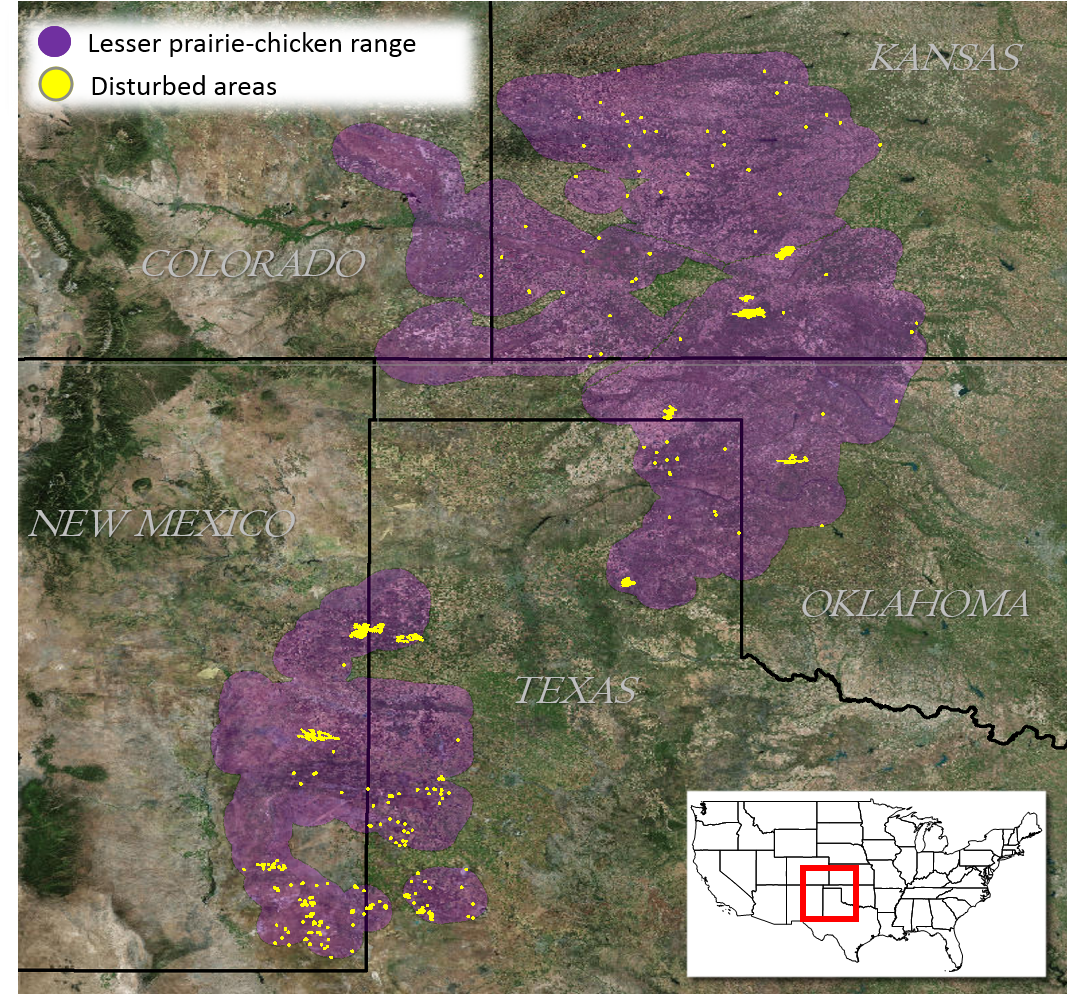 Lesser prairie-chicken range
Disturbed areas
KANSAS
COLORADO
NEW MEXICO
OKLAHOMA
TEXAS